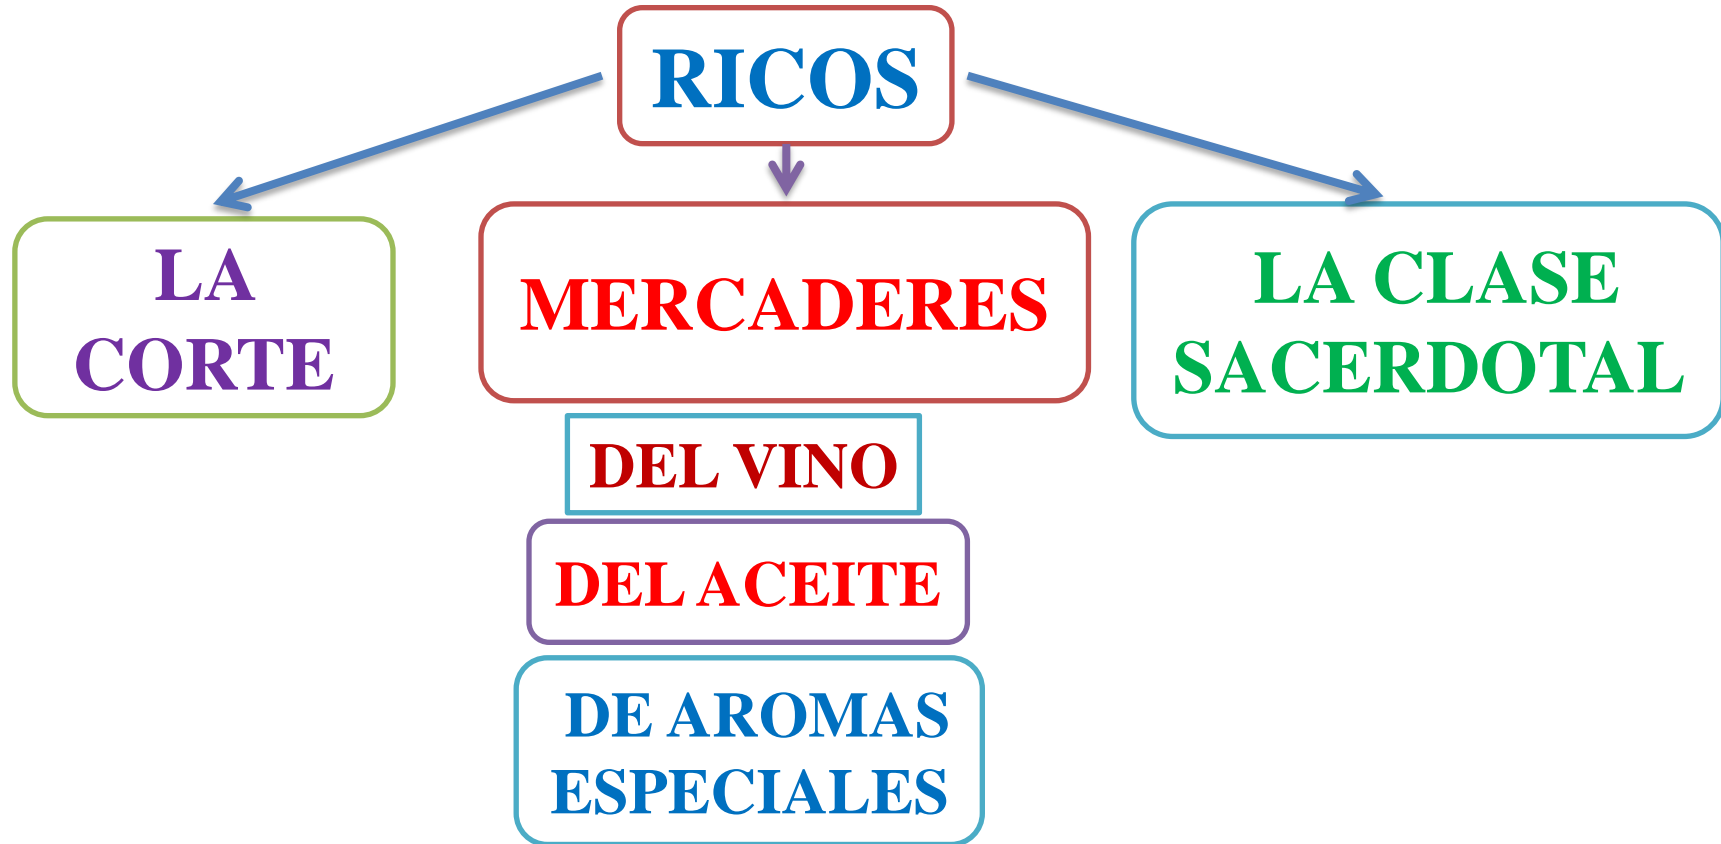 RICOS
LA
CORTE
MERCADERES
LA CLASE
SACERDOTAL
DEL VINO
DEL ACEITE
DE AROMAS
ESPECIALES